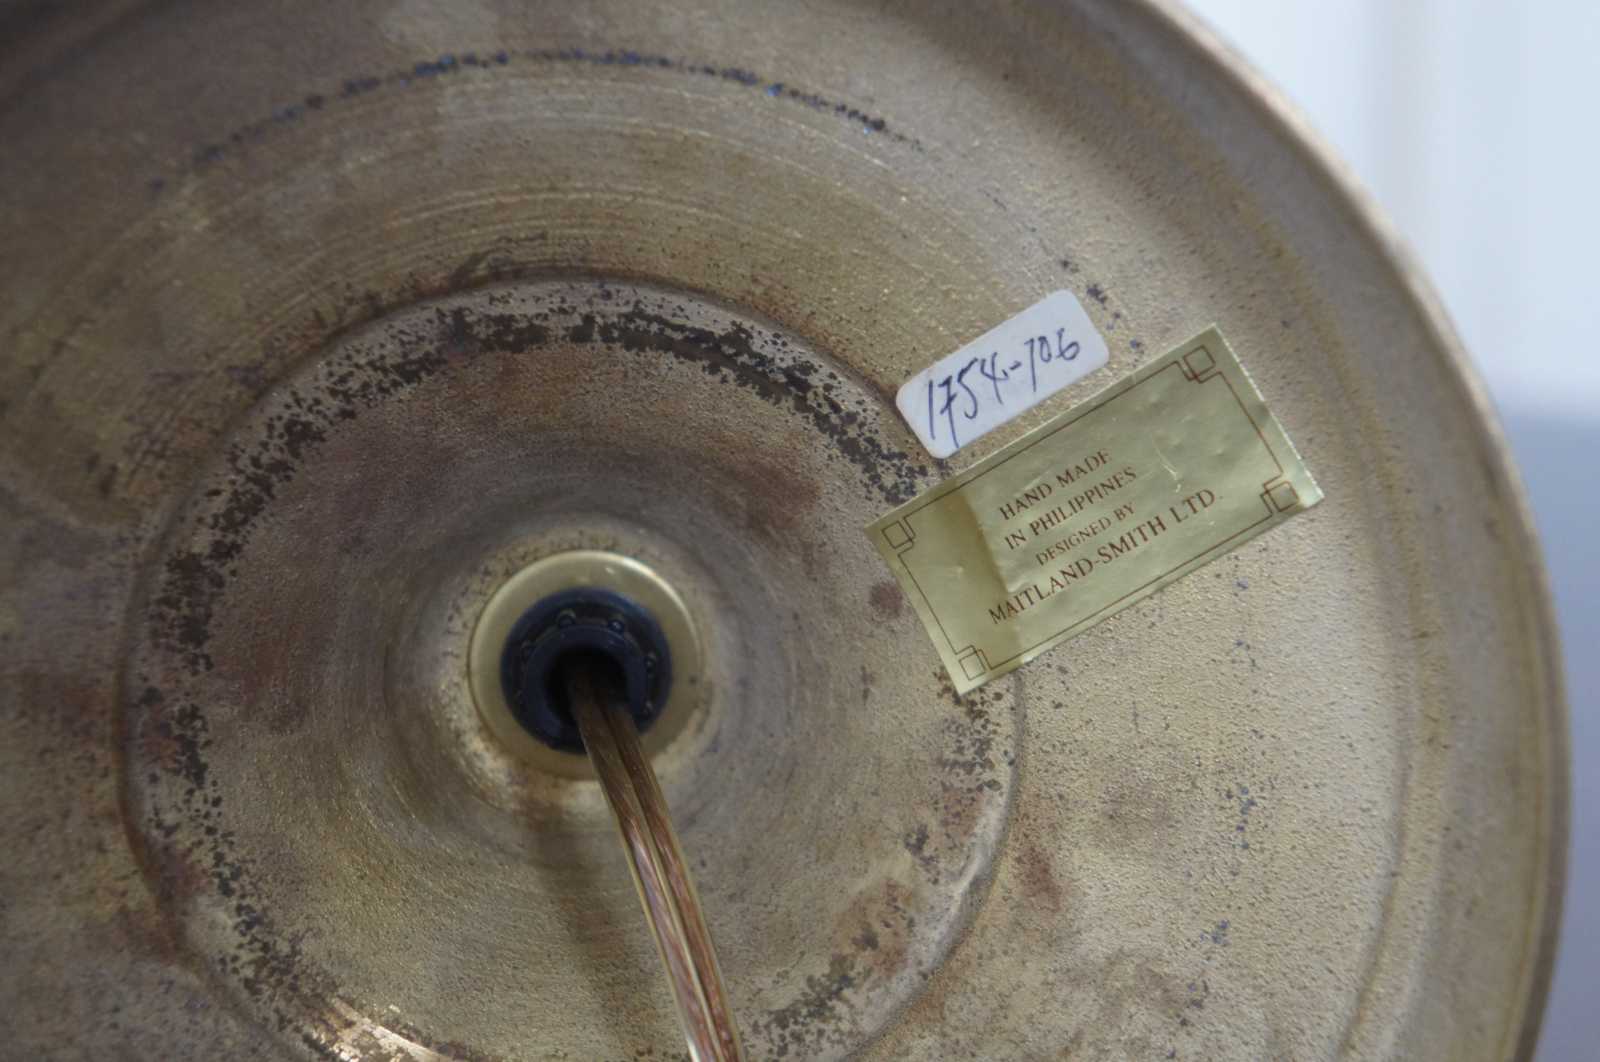 1754-706
HAND MADE
IN PHILIPPINES
DESIGNED BY
MAITLAND-SMITH LTD.